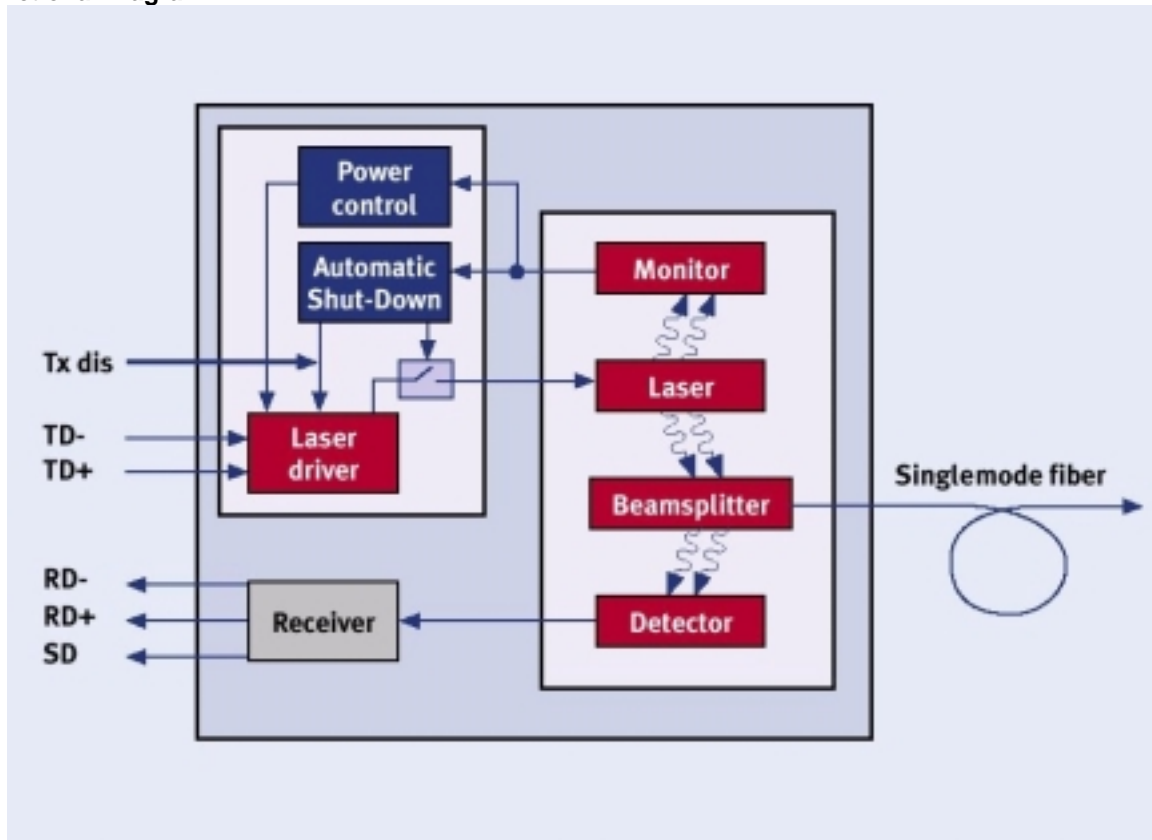 Power
control
Automatic
Shut-Down
Monitor
Tx dis
Laser
TD-
TD+
Laser
driver
Singlemode fiber
Beamsplitter
RD-
RD+
SD
Receiver
Detector